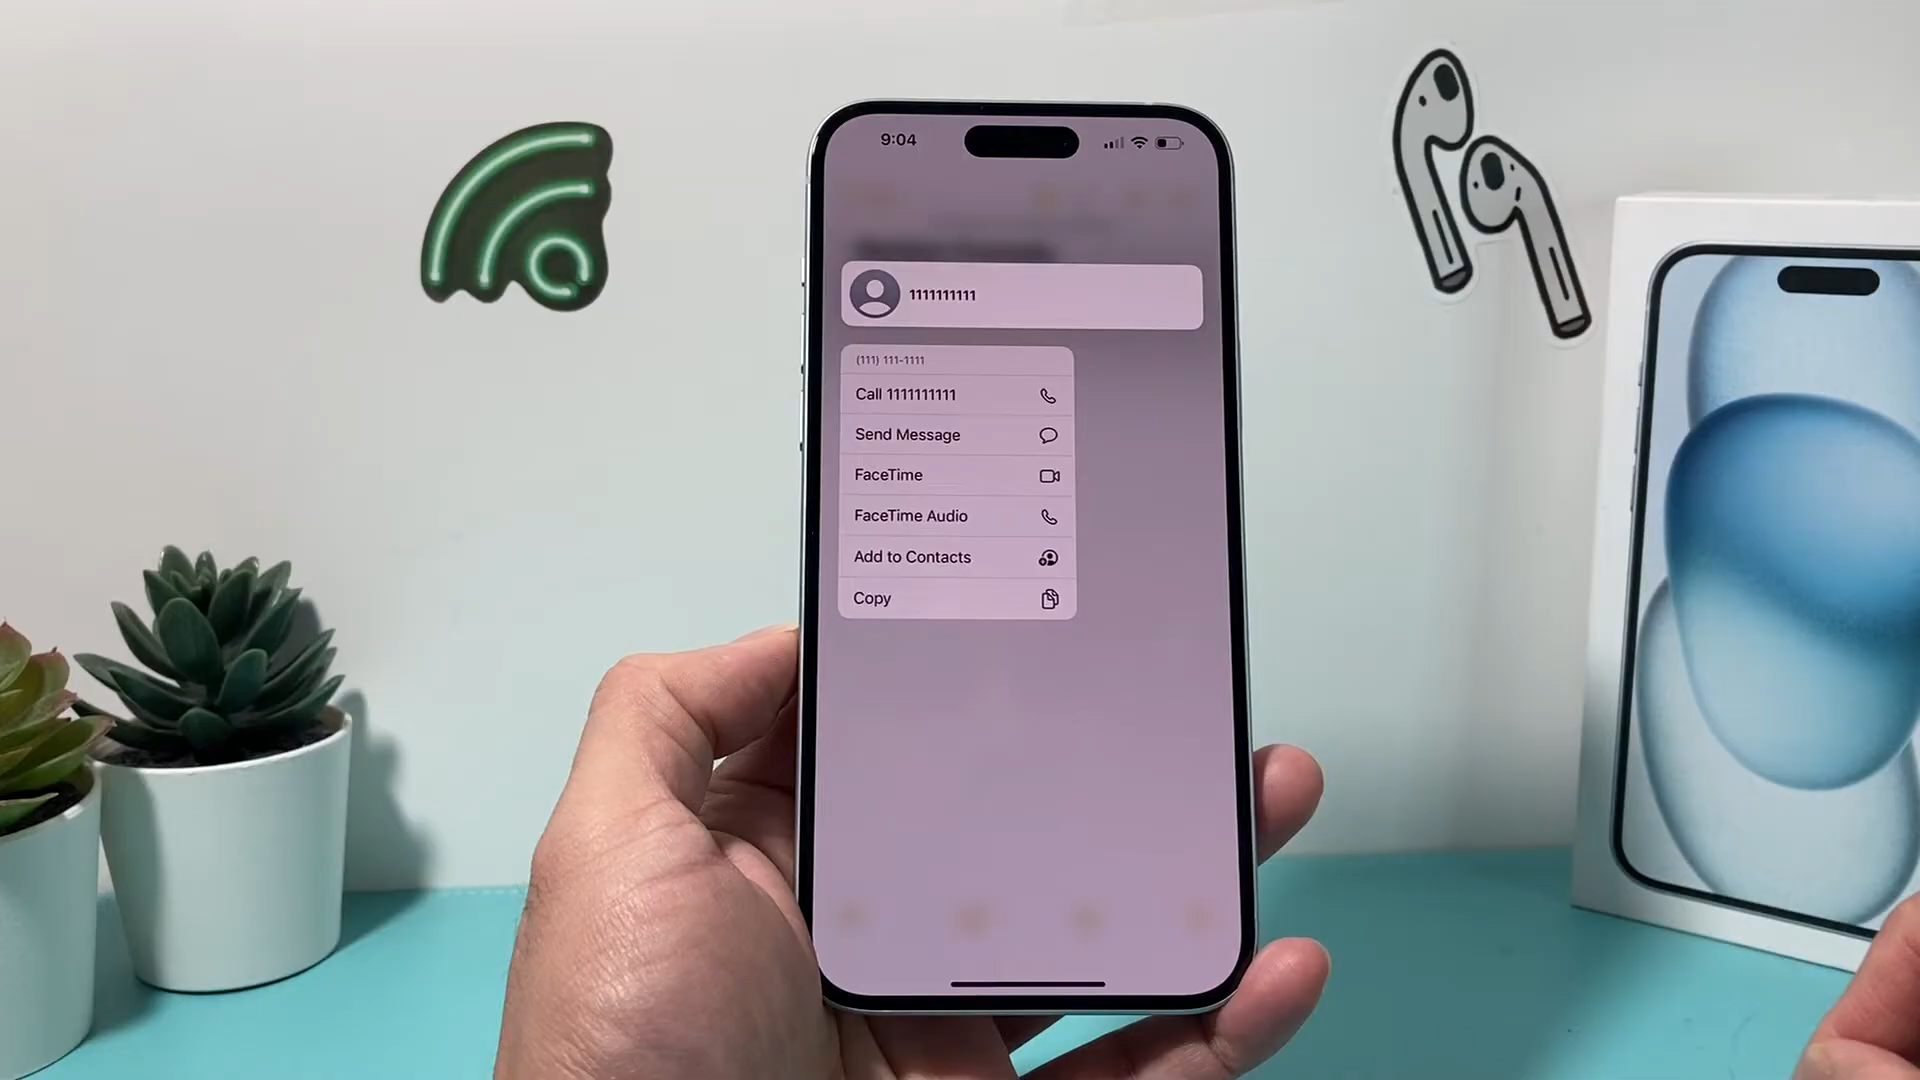 9:04
1111111111
(111) 111-1111
Call 1111111111
Send Message
FaceTime
FaceTime Audio
Add to Contacts
Copy